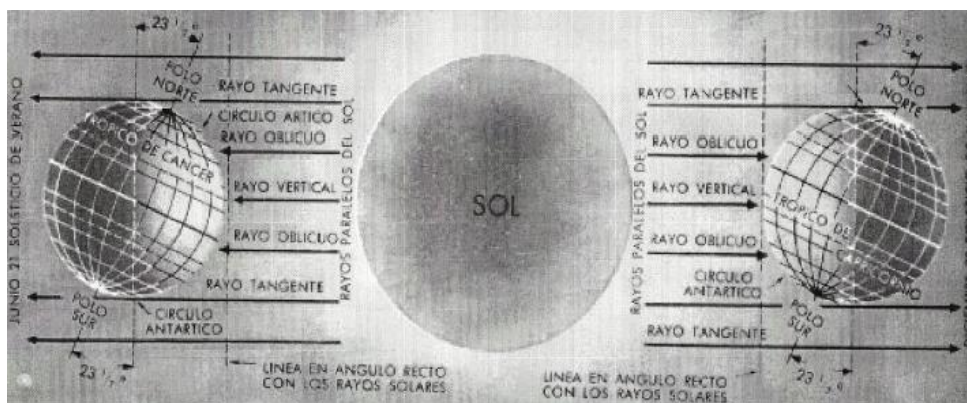 JUNIO 21 SOLSTICIO DE VERANO
23 ½°
POLO
NORTE
RAYO TANGENTE
CIRCULO ARTICO
RAYO OBLICUO
TROPICO DE CANCER
RAYO VERTICAL
RAYO OBLICUO
RAYO TANGENTE
POLO
SUR
CIRCULO
ANTARTICO
23 ½°
LINEA EN ANGULO RECTO
CON LOS RAYOS SOLARES
RAYOS PARALELOS DEL SOL
SOL
RAYOS PARALELOS DEL SOL
23 ½°
POLO
NORTE
RAYO TANGENTE
RAYO OBLICUO
RAYO VERTICAL
TROPICO DE CAPRICORNIO
RAYO OBLICUO
CIRCULO
ANTARTICO
POLO
SUR
RAYO TANGENTE
23 ½°
LINEA EN ANGULO RECTO
CON LOS RAYOS SOLARES